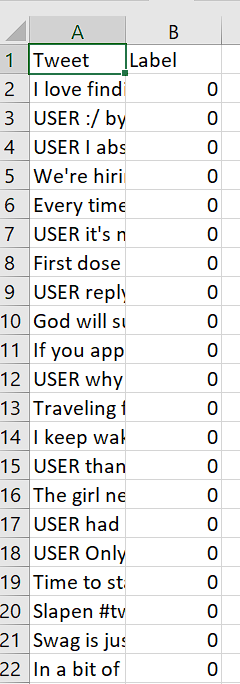 A B
1 Tweet Label
2 I love findi 0
3 USER :/ by 0
4 USER I abs 0
5 We're hirin 0
6 Every time 0
7 USER it's n 0
8 First dose 0
9 USER reply 0
10 God will su 0
11 If you app 0
12 USER why 0
13 Traveling f 0
14 I keep wak 0
15 USER than 0
16 The girl ne 0
17 USER had 0
18 USER Only 0
19 Time to sta 0
20 Slapen #tw 0
21 Swag is jus 0
22 In a bit of 0